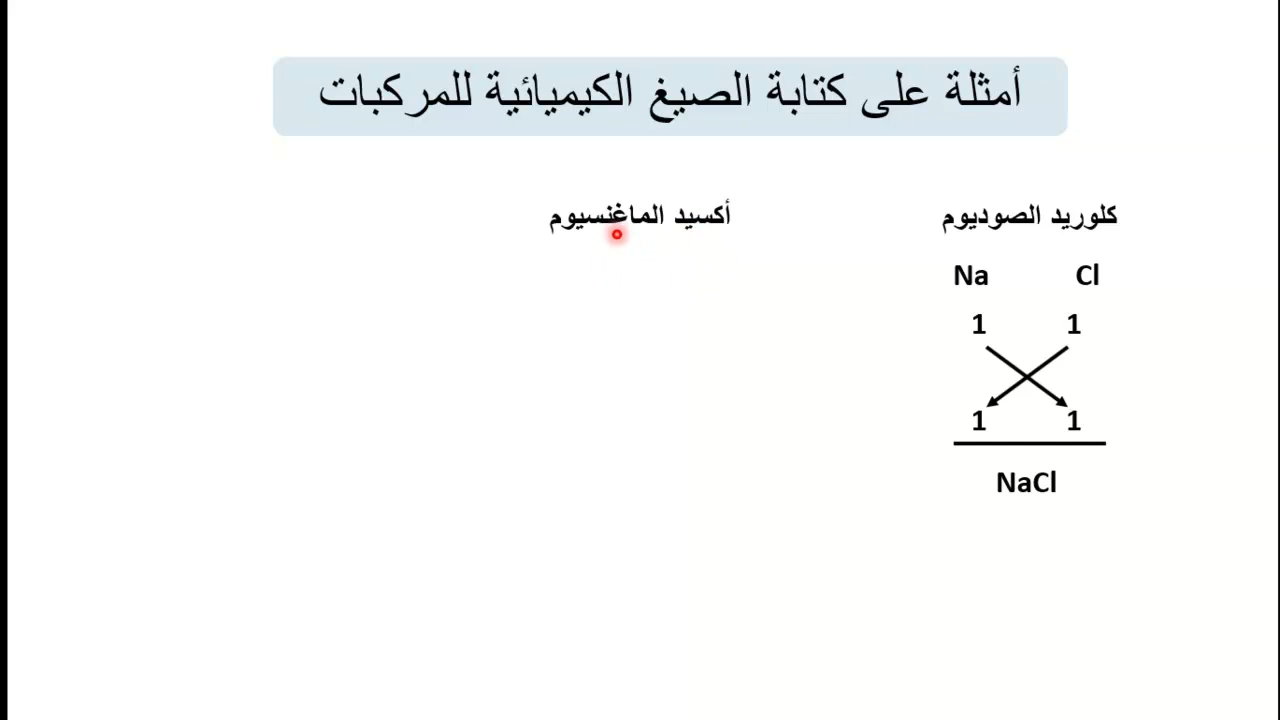 أمثلة على كتابة الصيغ الكيميائية للمركبات
كلوريد الصوديوم
Na Cl
1 1
1 1
NaCl
أكسيد الماغنسيوم